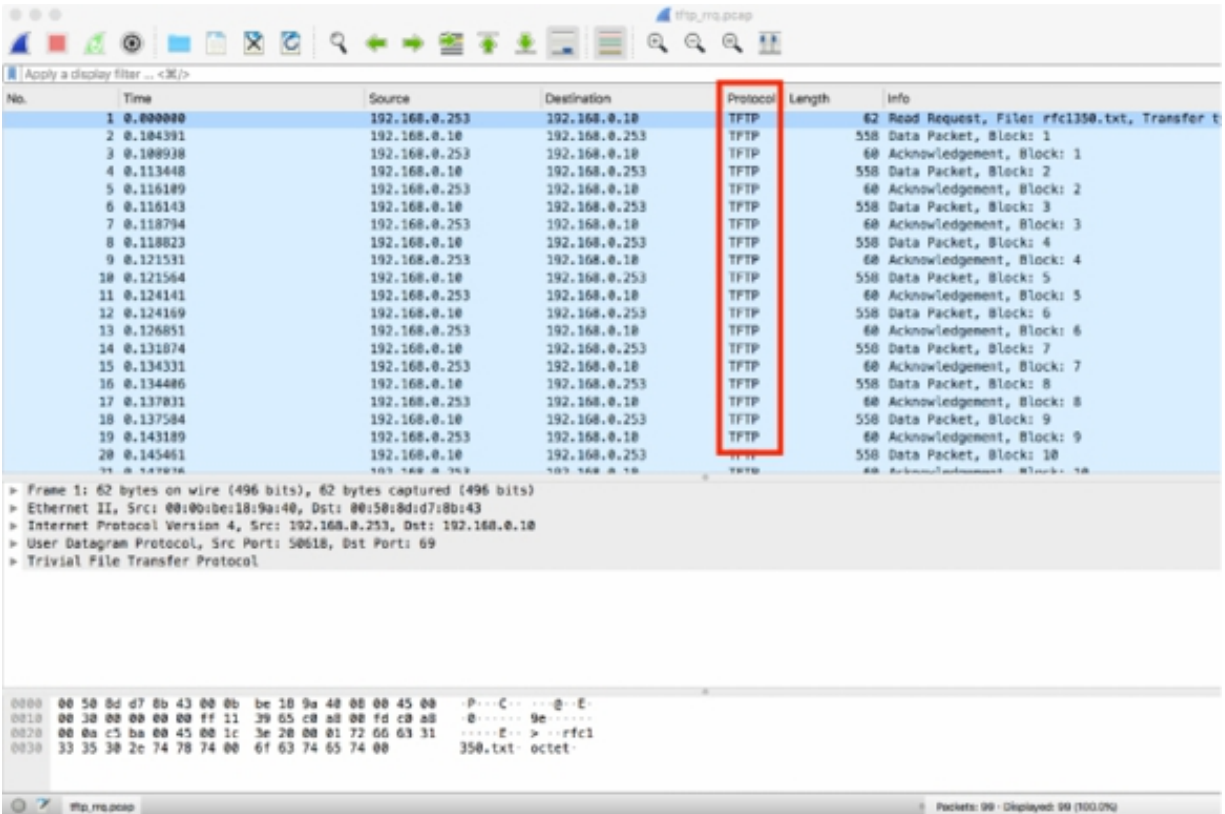 tftp_rrq.pcap
Apply a display filter ... <⌘/>
No. Time Source Destination Protocol Length Info
1 0.000000 192.168.0.253 192.168.0.10 TFTP 62 Read Request, File: rfc1350.txt, Transfer t
2 0.104391 192.168.0.10 192.168.0.253 TFTP 558 Data Packet, Block: 1
3 0.108938 192.168.0.253 192.168.0.10 TFTP 60 Acknowledgement, Block: 1
4 0.113448 192.168.0.10 192.168.0.253 TFTP 558 Data Packet, Block: 2
5 0.116109 192.168.0.253 192.168.0.10 TFTP 60 Acknowledgement, Block: 2
6 0.116143 192.168.0.10 192.168.0.253 TFTP 558 Data Packet, Block: 3
7 0.118794 192.168.0.253 192.168.0.10 TFTP 60 Acknowledgement, Block: 3
8 0.118823 192.168.0.10 192.168.0.253 TFTP 558 Data Packet, Block: 4
9 0.121531 192.168.0.253 192.168.0.10 TFTP 60 Acknowledgement, Block: 4
10 0.121564 192.168.0.10 192.168.0.253 TFTP 558 Data Packet, Block: 5
11 0.124141 192.168.0.253 192.168.0.10 TFTP 60 Acknowledgement, Block: 5
12 0.124169 192.168.0.10 192.168.0.253 TFTP 558 Data Packet, Block: 6
13 0.126851 192.168.0.253 192.168.0.10 TFTP 60 Acknowledgement, Block: 6
14 0.131874 192.168.0.10 192.168.0.253 TFTP 558 Data Packet, Block: 7
15 0.134331 192.168.0.253 192.168.0.10 TFTP 60 Acknowledgement, Block: 7
16 0.134406 192.168.0.10 192.168.0.253 TFTP 558 Data Packet, Block: 8
17 0.137031 192.168.0.253 192.168.0.10 TFTP 60 Acknowledgement, Block: 8
18 0.137504 192.168.0.10 192.168.0.253 TFTP 558 Data Packet, Block: 9
19 0.143189 192.168.0.253 192.168.0.10 TFTP 60 Acknowledgement, Block: 9
20 0.145461 192.168.0.10 192.168.0.253 558 Data Packet, Block: 10
Frame 1: 62 bytes on wire (496 bits), 62 bytes captured (496 bits)
Ethernet II, Src: 00:0b:be:18:9a:40, Dst: 00:50:8d:d7:8b:43
Internet Protocol Version 4, Src: 192.168.0.253, Dst: 192.168.0.10
User Datagram Protocol, Src Port: 50618, Dst Port: 69
Trivial File Transfer Protocol
0000 00 50 8d d7 8b 43 00 0b be 18 9a 40 08 00 45 00 ·P···C·· ···@··E·
0010 00 30 00 00 00 00 ff 11 39 65 c0 a8 00 fd c0 a8 ·0······ 9e······
0020 00 0a c5 ba 00 45 00 1c 3e 20 00 01 72 66 63 31 ·····E·· > ··rfc1
0030 33 35 30 2e 74 78 74 00 6f 63 74 65 74 00 350.txt· octet·
tftp_rrq.pcap Packets: 99 · Displayed: 99 (100.0%)